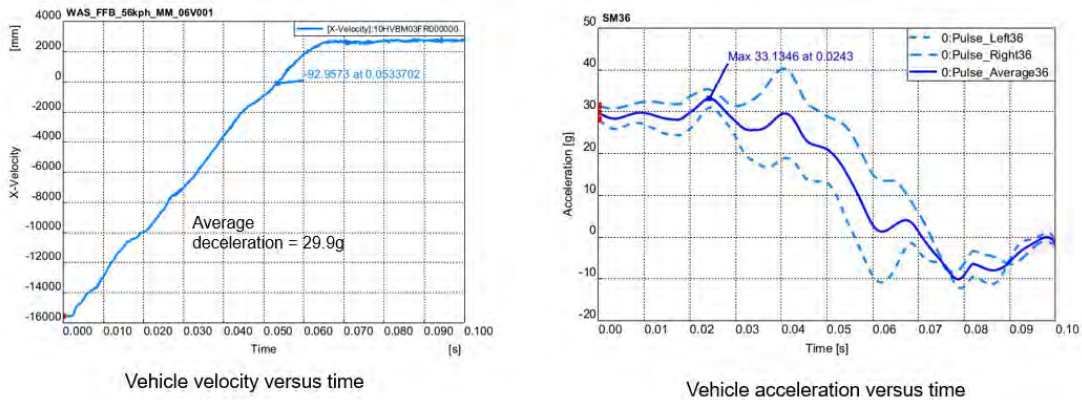 WAS_FFB_56kph_MM_06V001
[X-Velocity]:10HVBM03FR000000
[mm]
4000
2000
0
-2000
-4000
-6000
-8000
-10000
-12000
-14000
-16000
X-Velocity
-92.9573 at 0.0533702
Average
deceleration = 29.9g
0.000 0.010 0.020 0.030 0.040 0.050 0.060 0.070 0.080 0.090 0.100
Time [s]
Vehicle velocity versus time
SM36
0:Pulse_Left36
0:Pulse_Right36
0:Pulse_Average36
Max 33.1346 at 0.0243
50
40
30
20
10
0
-10
-20
Acceleration [g]
0.00 0.01 0.02 0.03 0.04 0.05 0.06 0.07 0.08 0.09 0.10
Time [s]
Vehicle acceleration versus time